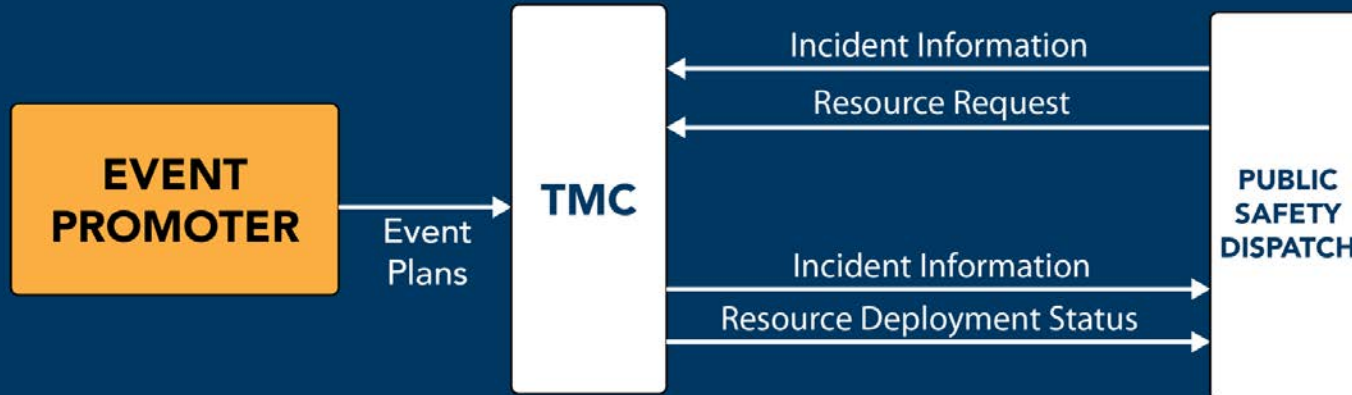 EVENT
PROMOTER
Event
Plans
TMC
Incident Information
Resource Request
Incident Information
Resource Deployment Status
PUBLIC
SAFETY
DISPATCH